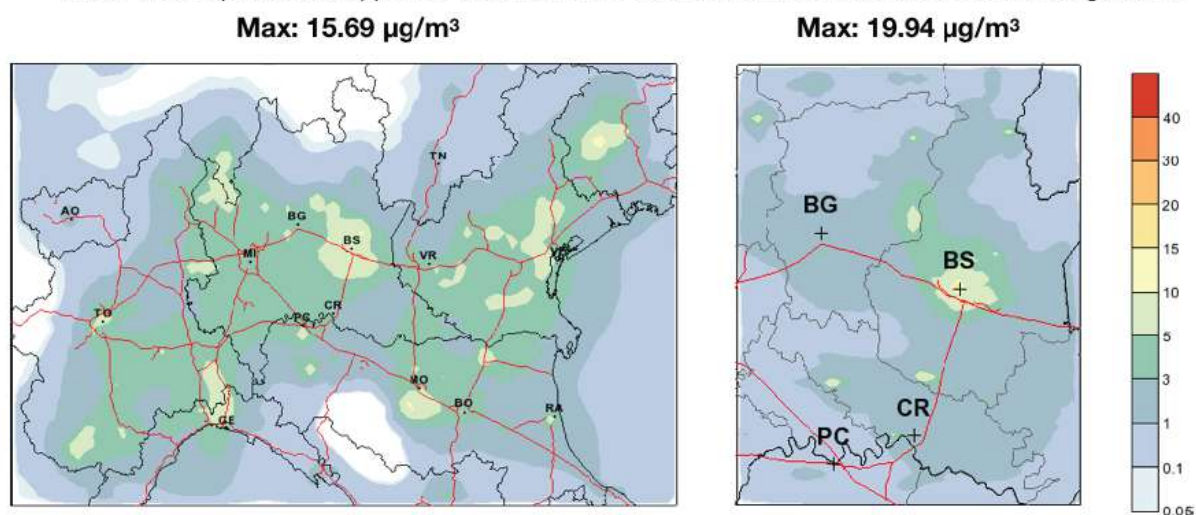 Max: 15.69 µg/m³
Max: 19.94 µg/m³
AO
TN
BG
BS
MI
VR
TO
CR
PC
MO
BO
RA
GE
BG
BS
CR
PC
40
30
20
15
10
5
3
1
0.1
0.05